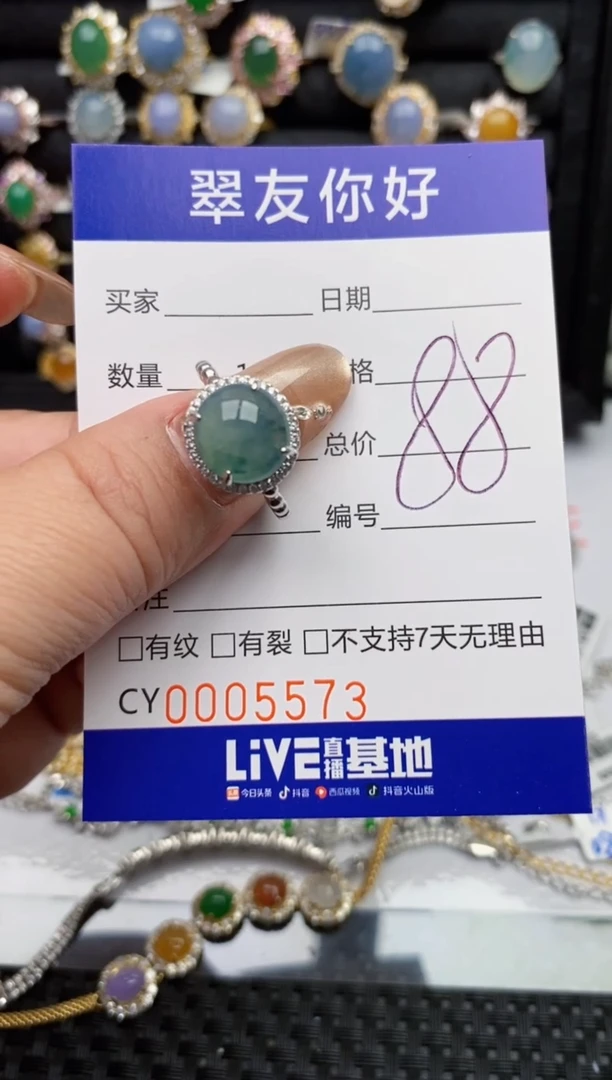 翠友你好
买家 日期
数量 1 格
总价
88
编号
注
□有纹 □有裂 □不支持7天无理由
CY0005573
LiVE直播基地
今日头条 抖音 西瓜视频 抖音火山版